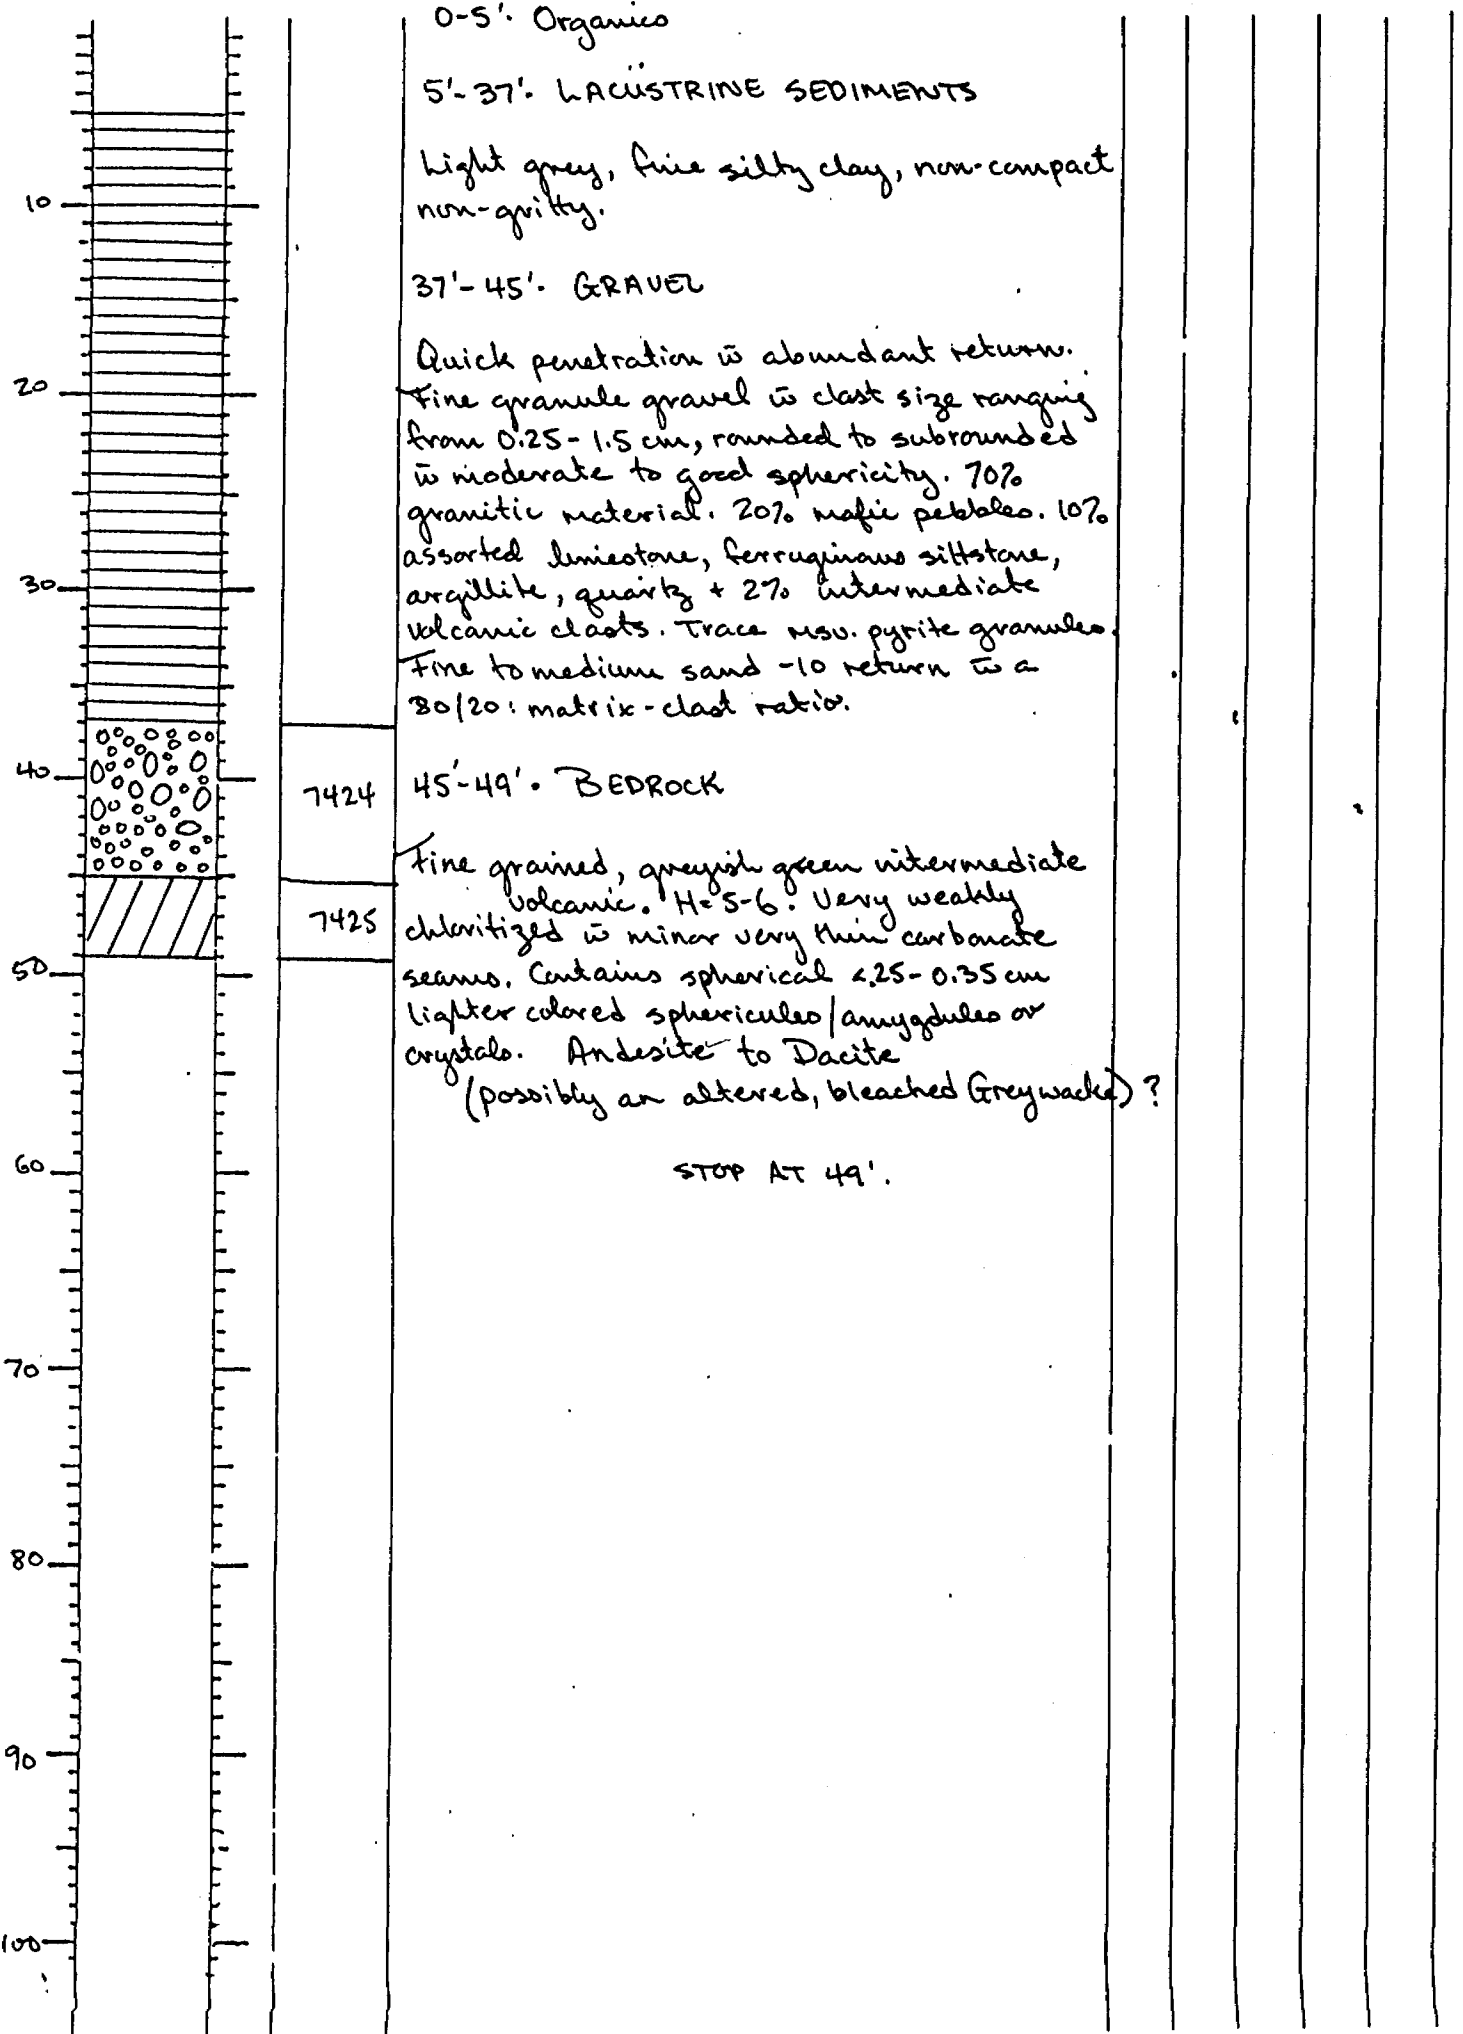 0-5'. Organics
5'-37'. LACUSTRINE SEDIMENTS
Light grey, fine silty clay, non-compact
non-gritty.
10
37'-45'. GRAVEL
Quick penetration w̄ abundant return.
20
Fine granule gravel w̄ clast size ranging
from 0.25-1.5 cm, rounded to subrounded
w̄ moderate to good sphericity. 70%
granitic material. 20% mafic pebbles. 10%
assorted limestone, ferruginous siltstone,
30
argillite, quartz + 2% intermediate
volcanic clasts. Trace msv. pyrite granules.
Fine to medium sand -10 return w̄ a
80/20: matrix-clast ratio.
40
7424
45'-49'. BEDROCK
Fine grained, greyish green intermediate
volcanic. H=5-6. Very weakly
7425
chloritized w̄ minor very thin carbonate
50
seams. Contains spherical <.25-0.35 cm
lighter colored sphericules/amygdules or
crystals. Andesite to Dacite
(possibly an altered, bleached Greywacke)?
60
STOP AT 49'.
70
80
90
100